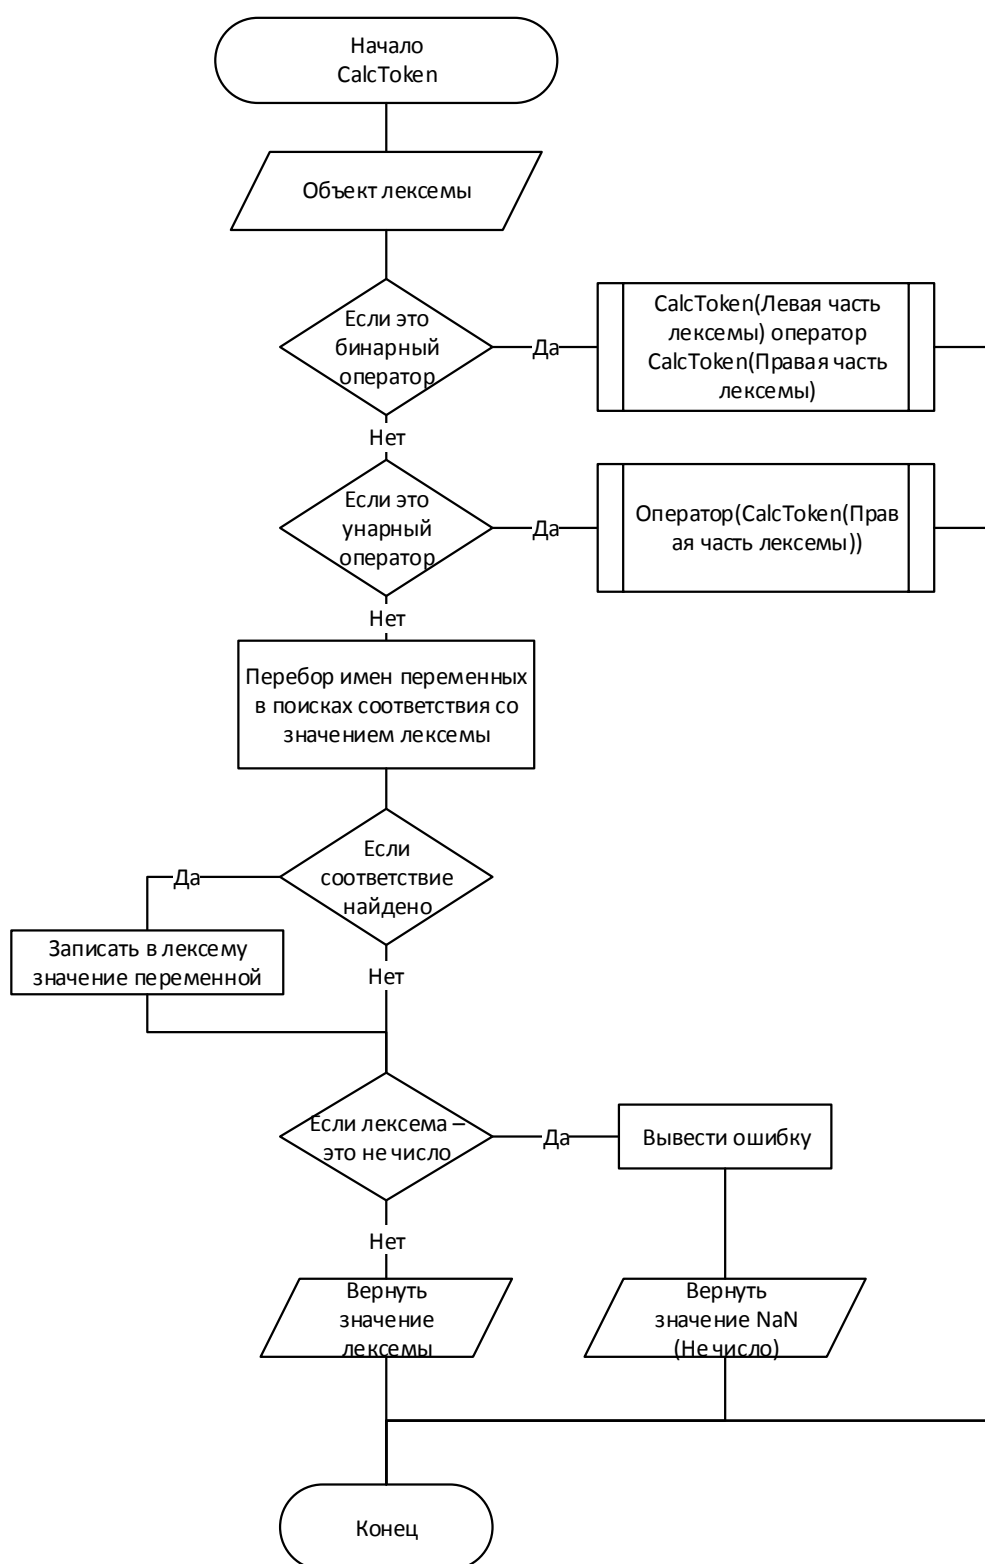 Начало
CalcToken
Объект лексемы
Если это
бинарный
оператор
Да
CalcToken(Левая часть
лексемы) оператор
CalcToken(Правая часть
лексемы)
Нет
Если это
унарный
оператор
Да
Оператор(CalcToken(Прав
ая часть лексемы))
Нет
Перебор имен переменных
в поисках соответствия со
значением лексемы
Если
соответствие
найдено
Да
Записать в лексему
значение переменной
Нет
Если лексема –
это не число
Да
Вывести ошибку
Нет
Вернуть
значение
лексемы
Вернуть
значение NaN
(Не число)
Конец